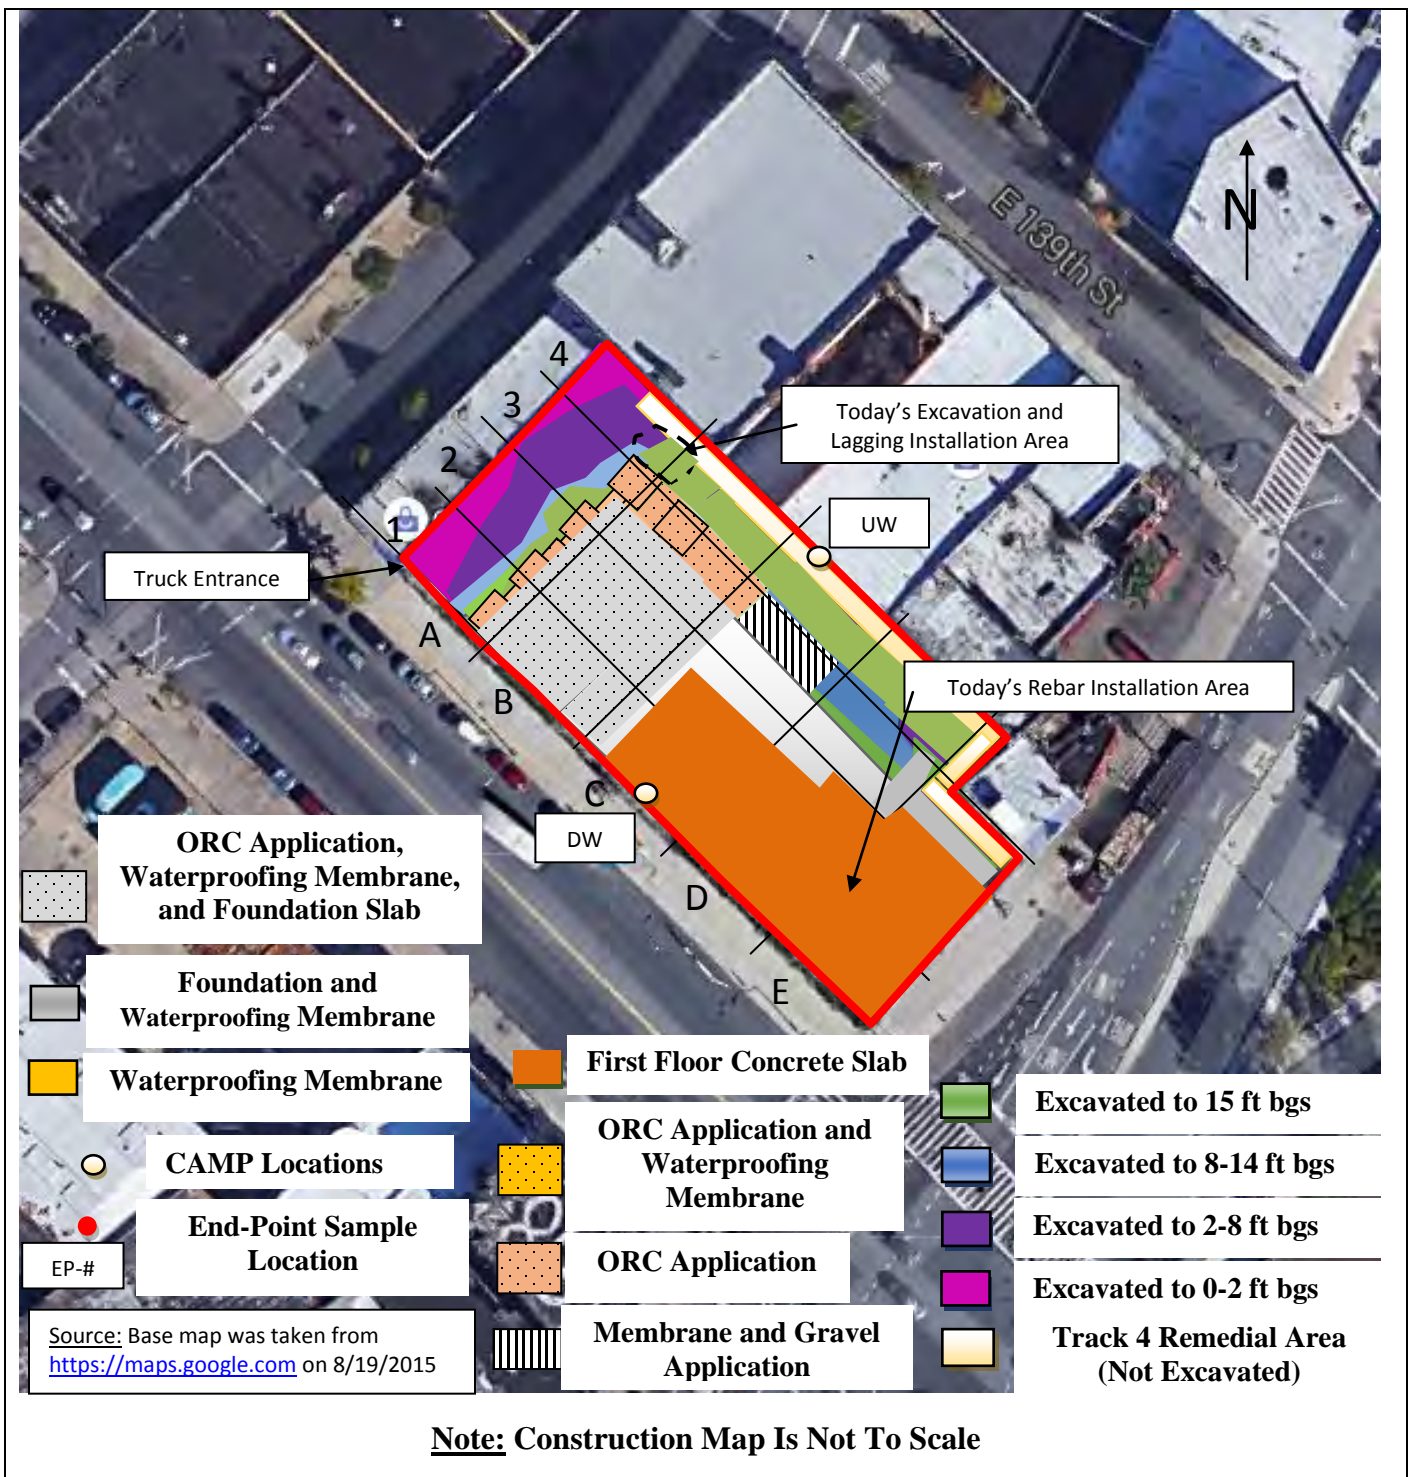 E 139th St
N
4
3
2
1
Today's Excavation and
Lagging Installation Area
UW
Truck Entrance
A
B
Today's Rebar Installation Area
C
DW
D
E
ORC Application,
Waterproofing Membrane,
and Foundation Slab
Foundation and
Waterproofing Membrane
Waterproofing Membrane
CAMP Locations
End-Point Sample
Location
EP-#
Source: Base map was taken from
https://maps.google.com on 8/19/2015
First Floor Concrete Slab
ORC Application and
Waterproofing
Membrane
ORC Application
Membrane and Gravel
Application
Excavated to 15 ft bgs
Excavated to 8-14 ft bgs
Excavated to 2-8 ft bgs
Excavated to 0-2 ft bgs
Track 4 Remedial Area
(Not Excavated)
Note: Construction Map Is Not To Scale